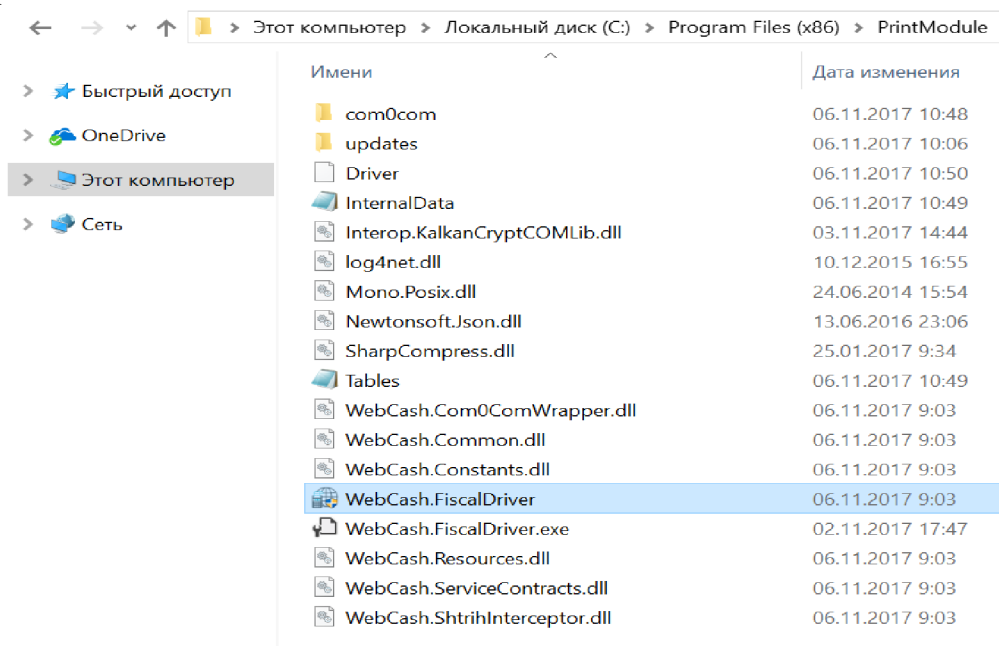 Этот компьютер > Локальный диск (C:) > Program Files (x86) > PrintModule
Имени Дата изменения
Быстрый доступ
OneDrive
Этот компьютер
Сеть
com0com 06.11.2017 10:48
updates 06.11.2017 10:06
Driver 06.11.2017 10:50
InternalData 06.11.2017 10:49
Interop.KalkanCryptCOMLib.dll 03.11.2017 14:44
log4net.dll 10.12.2015 16:55
Mono.Posix.dll 24.06.2014 15:54
Newtonsoft.Json.dll 13.06.2016 23:06
SharpCompress.dll 25.01.2017 9:34
Tables 06.11.2017 10:49
WebCash.Com0ComWrapper.dll 06.11.2017 9:03
WebCash.Common.dll 06.11.2017 9:03
WebCash.Constants.dll 06.11.2017 9:03
WebCash.FiscalDriver 06.11.2017 9:03
WebCash.FiscalDriver.exe 02.11.2017 17:47
WebCash.Resources.dll 06.11.2017 9:03
WebCash.ServiceContracts.dll 06.11.2017 9:03
WebCash.ShtrihInterceptor.dll 06.11.2017 9:03